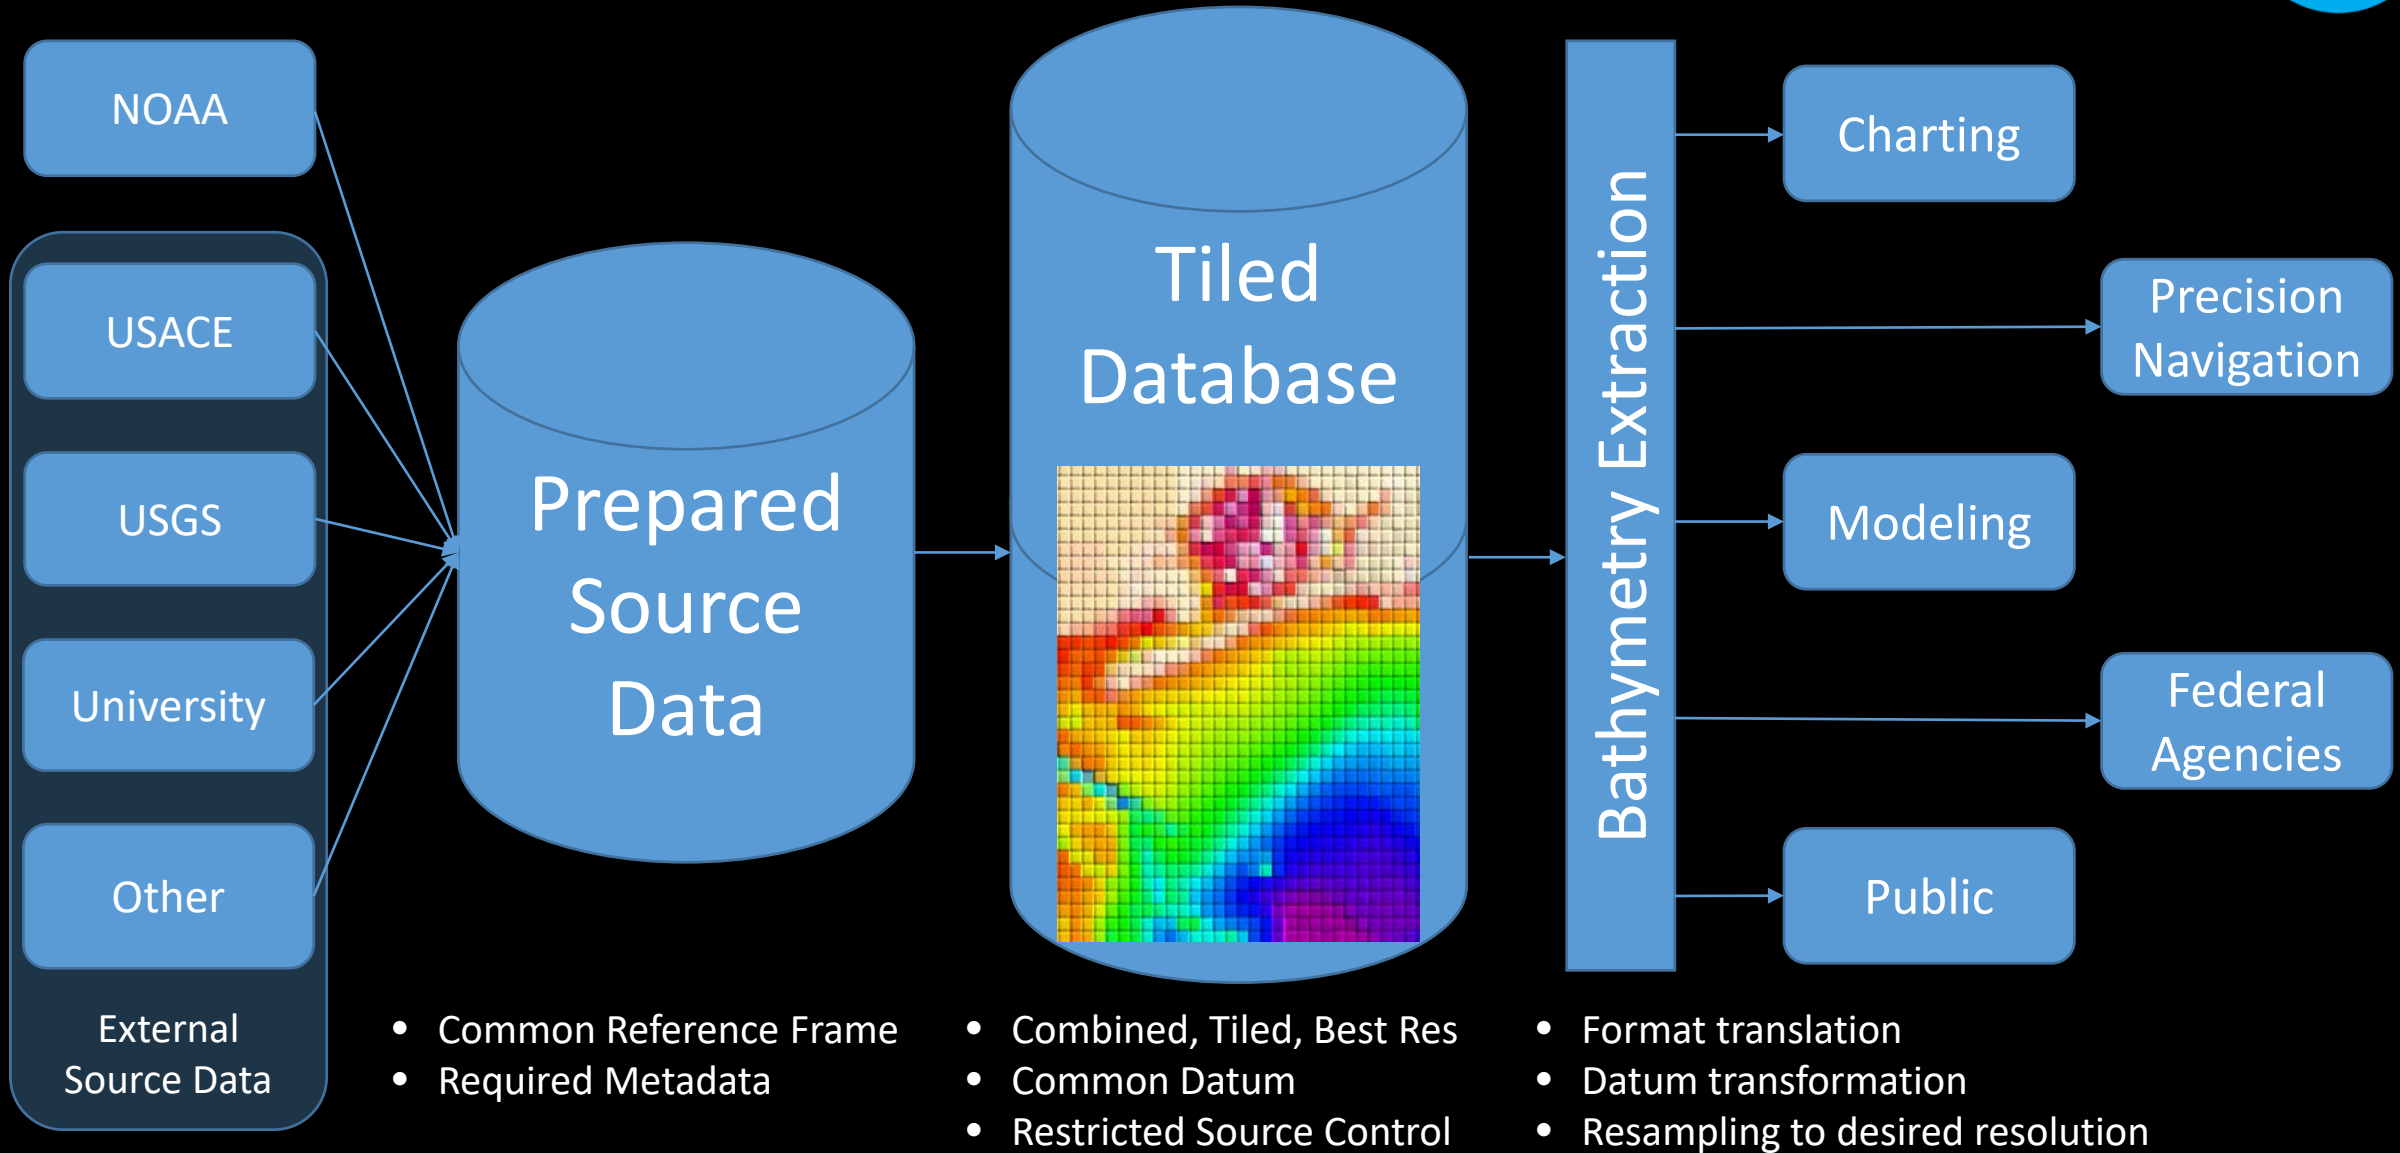 NOAA
USACE
USGS
University
Other
External
Source Data
Prepared
Source
Data
• Common Reference Frame
• Required Metadata
Tiled
Database
• Combined, Tiled, Best Res
• Common Datum
• Restricted Source Control
Bathymetry Extraction
• Format translation
• Datum transformation
• Resampling to desired resolution
Charting
Precision
Navigation
Modeling
Federal
Agencies
Public